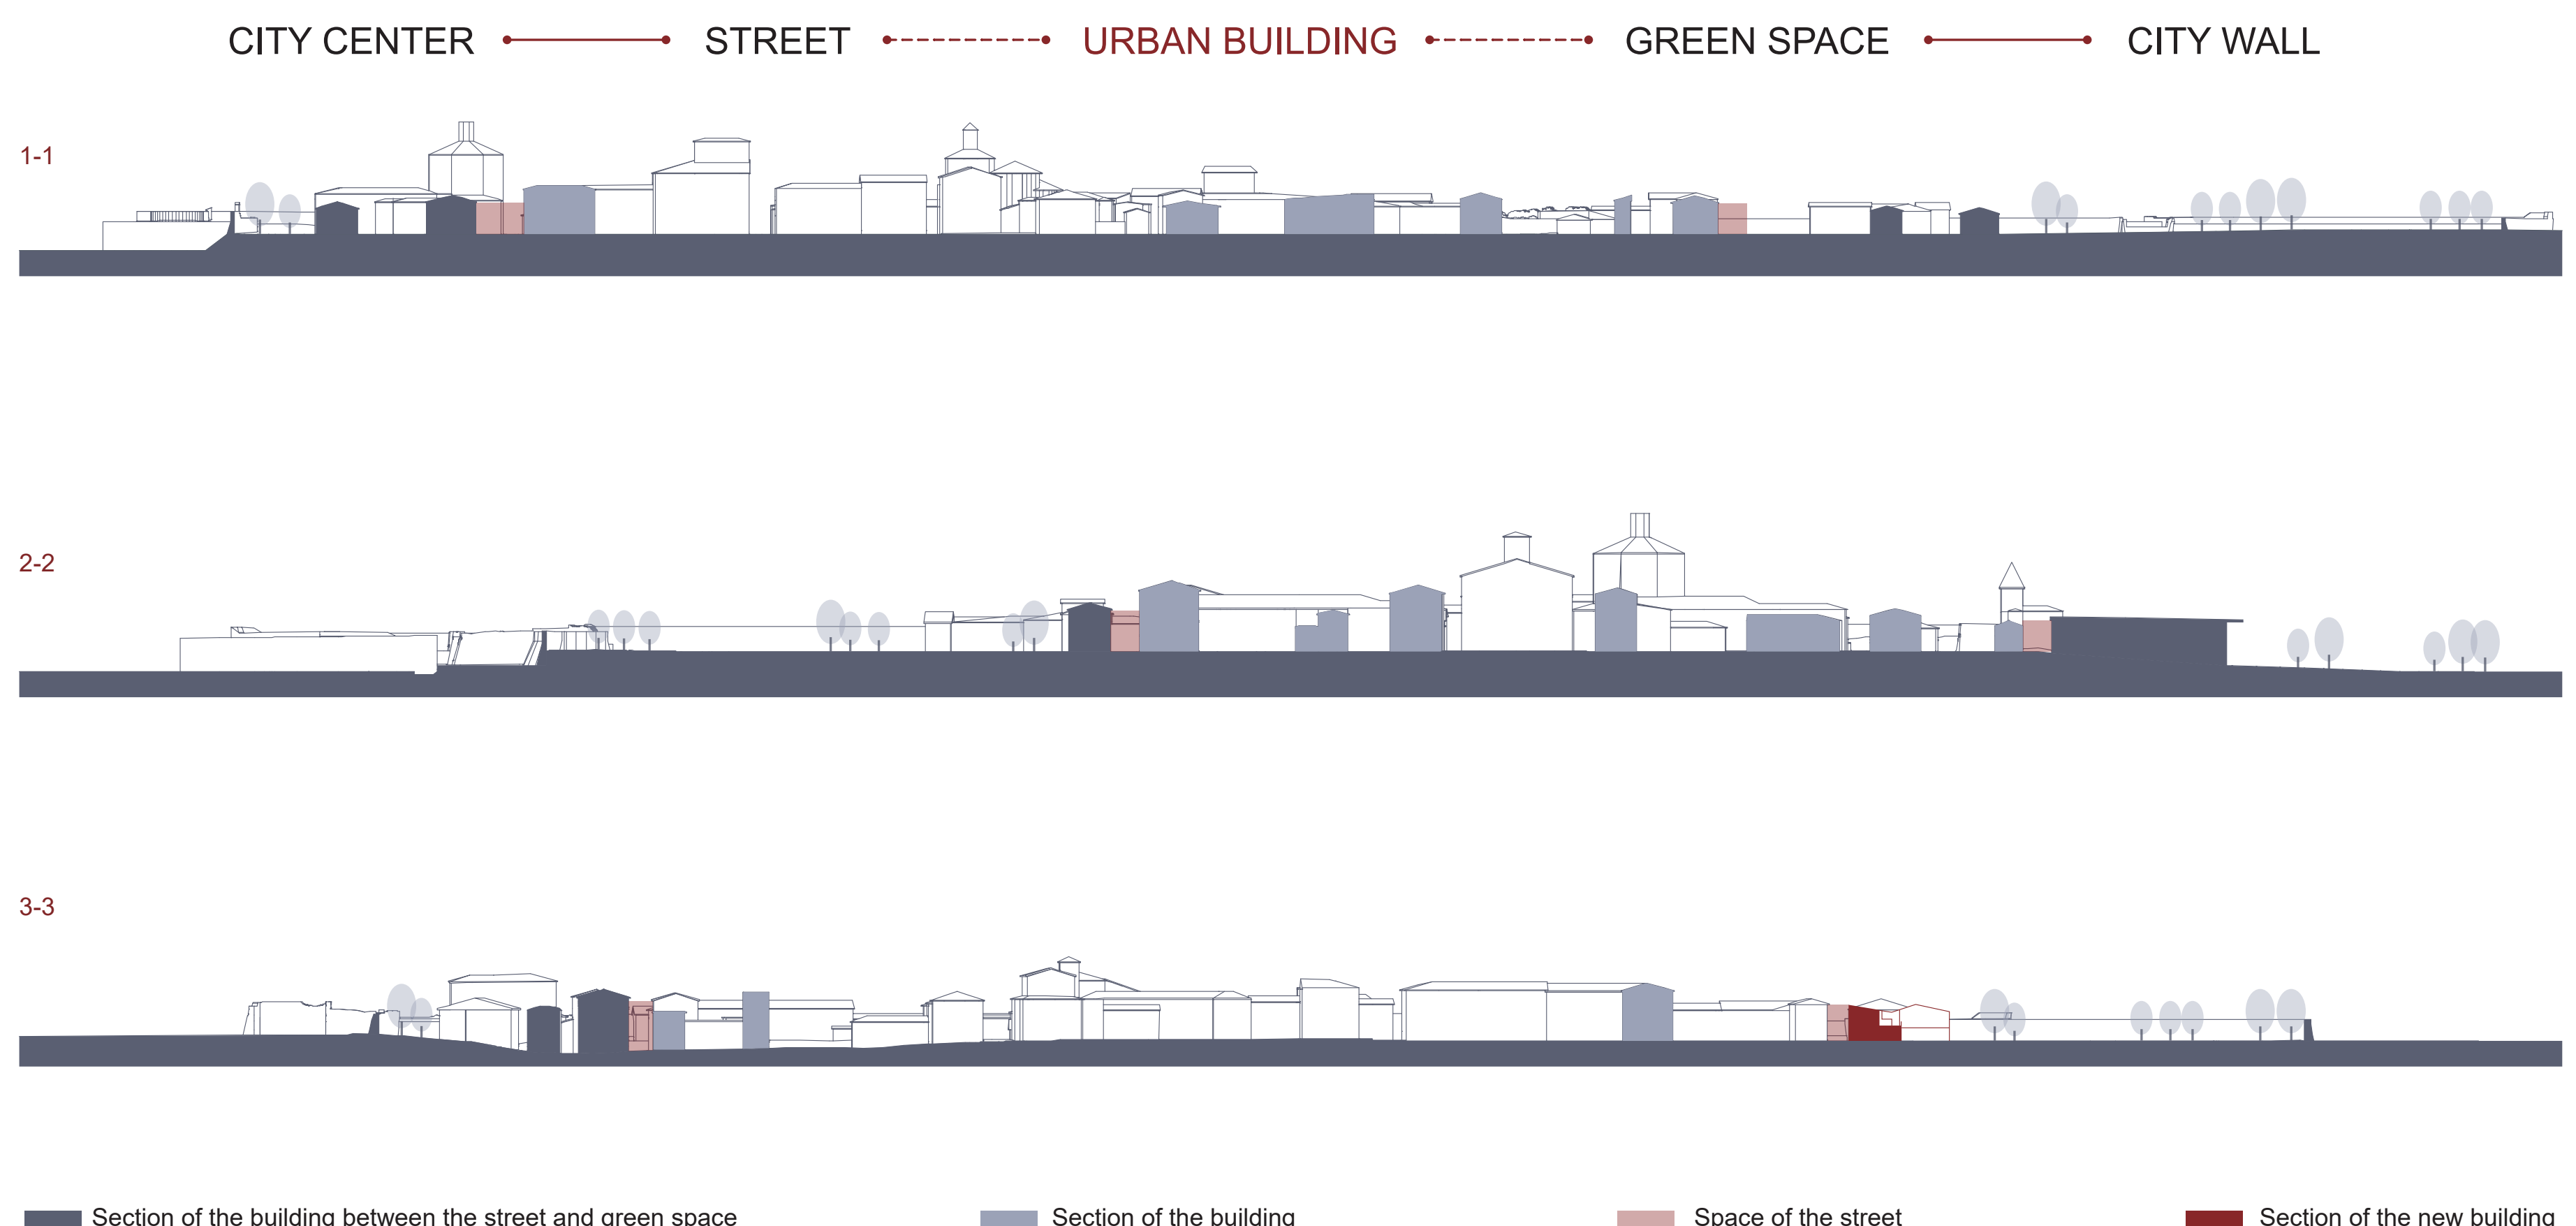 CITY CENTER STREET URBAN BUILDING GREEN SPACE CITY WALL
1-1
2-2
3-3
Section of the building between the street and green space Section of the building Space of the street Section of the new building